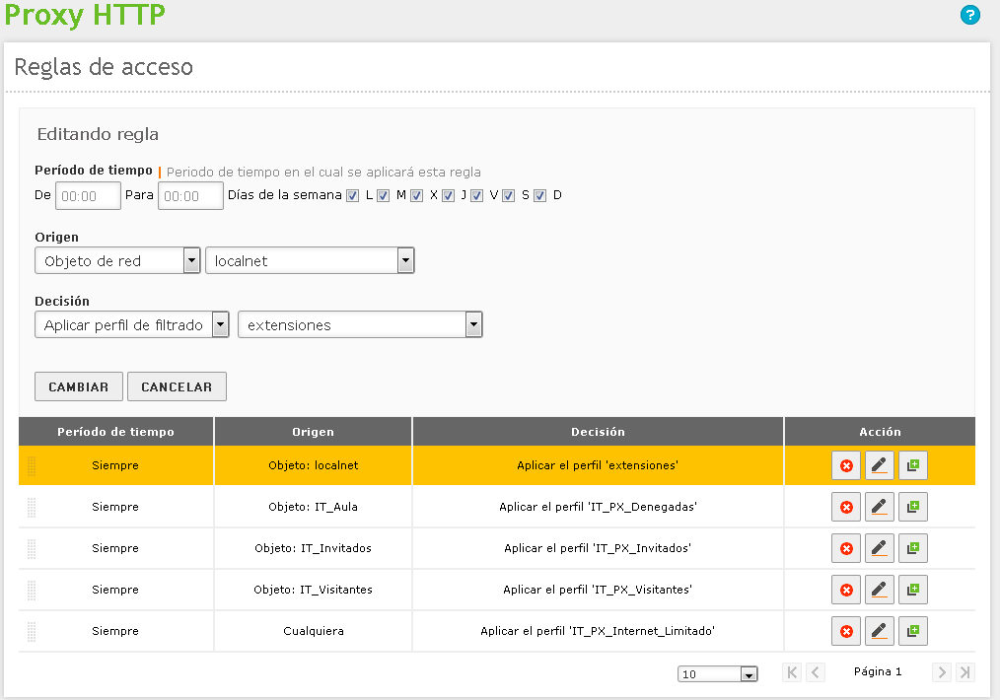 Proxy HTTP
?
Reglas de acceso
Editando regla
Período de tiempo | Periodo de tiempo en el cual se aplicará esta regla
De 00:00 Para 00:00 Días de la semana L M X J V S D
Origen
Objeto de red localnet
Decisión
Aplicar perfil de filtrado extensiones
CAMBIAR CANCELAR
Período de tiempo Origen Decisión Acción
Siempre Objeto: localnet Aplicar el perfil 'extensiones'
Siempre Objeto: IT_Aula Aplicar el perfil 'IT_PX_Denegadas'
Siempre Objeto: IT_Invitados Aplicar el perfil 'IT_PX_Invitados'
Siempre Objeto: IT_Visitantes Aplicar el perfil 'IT_PX_Visitantes'
Siempre Cualquiera Aplicar el perfil 'IT_PX_Internet_Limitado'
10 Página 1